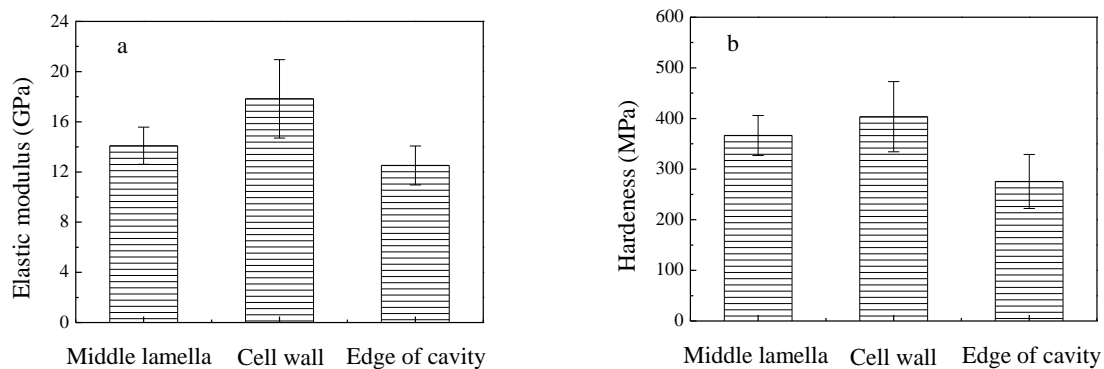 a
Elastic modulus (GPa)
24
20
16
12
8
4
0
Middle lamella Cell wall Edge of cavity
b
Hardeness (MPa)
600
500
400
300
200
100
0
Middle lamella Cell wall Edge of cavity